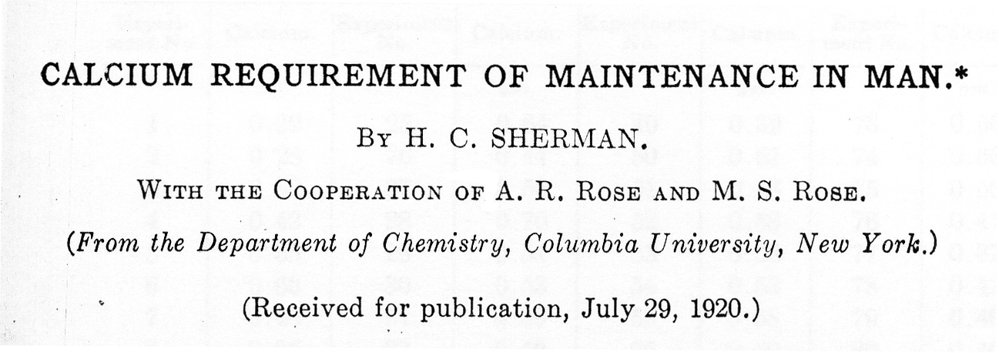 CALCIUM REQUIREMENT OF MAINTENANCE IN MAN.*
BY H. C. SHERMAN.
WITH THE COOPERATION OF A. R. ROSE AND M. S. ROSE.
(From the Department of Chemistry, Columbia University, New York.)
(Received for publication, July 29, 1920.)